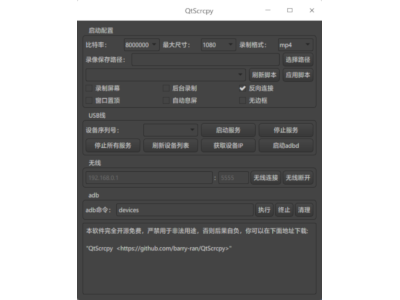 QtScrcpy
启动配置
比特率: 8000000 最大尺寸: 1080 录制格式: mp4
录像保存路径: 选择路径
刷新脚本 应用脚本
录制屏幕 后台录制 反向连接
窗口置顶 自动息屏 无边框
USB线
设备序列号: 启动服务 停止服务
停止所有服务 刷新设备列表 获取设备IP 启动adbd
无线
192.168.0.1 : 5555 无线连接 无线断开
adb
adb命令: devices 执行 终止 清理
本软件完全开源免费，严禁用于非法用途，否则后果自负，你可以在下面地址下载:
"QtScrcpy <https://github.com/barry-ran/QtScrcpy>"